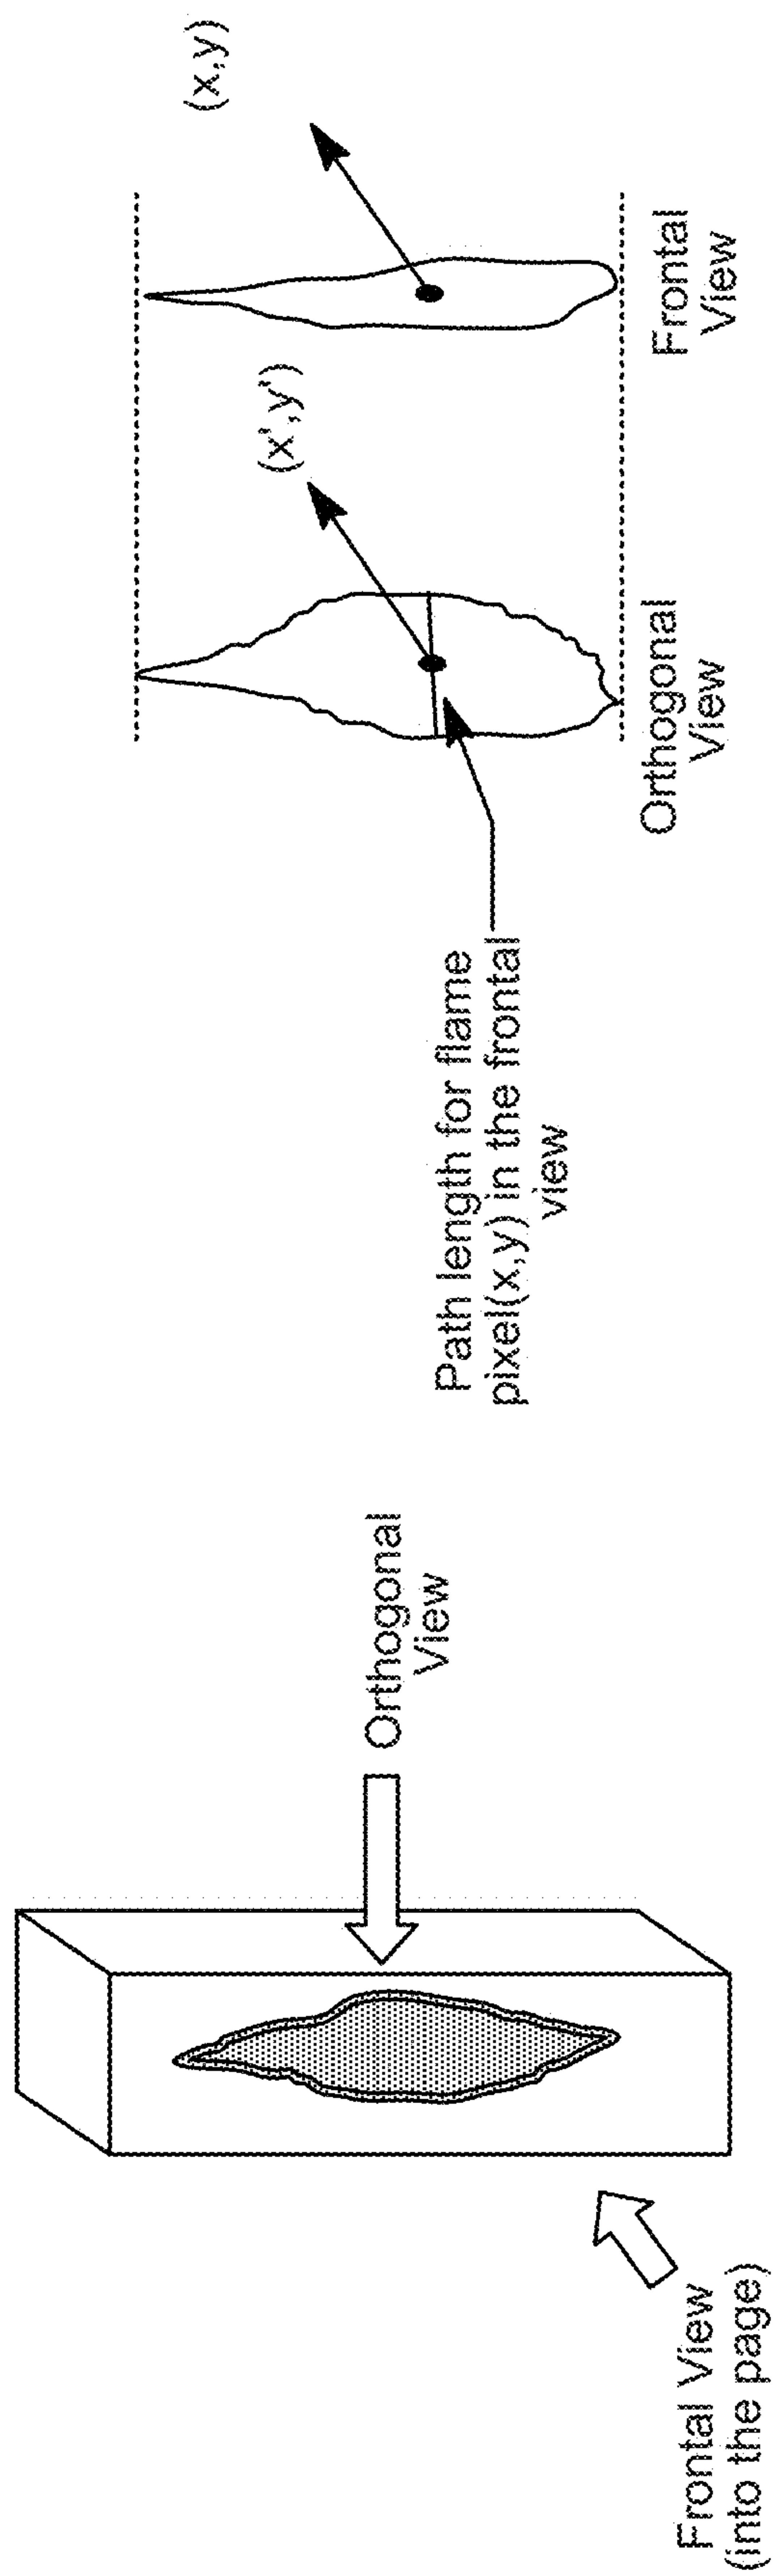 Frontal View
(into the page)
Orthogonal
View
Path length for flame
pixel(x,y) in the frontal
view
Orthogonal
View
(x',y')
Frontal
View
(x,y)